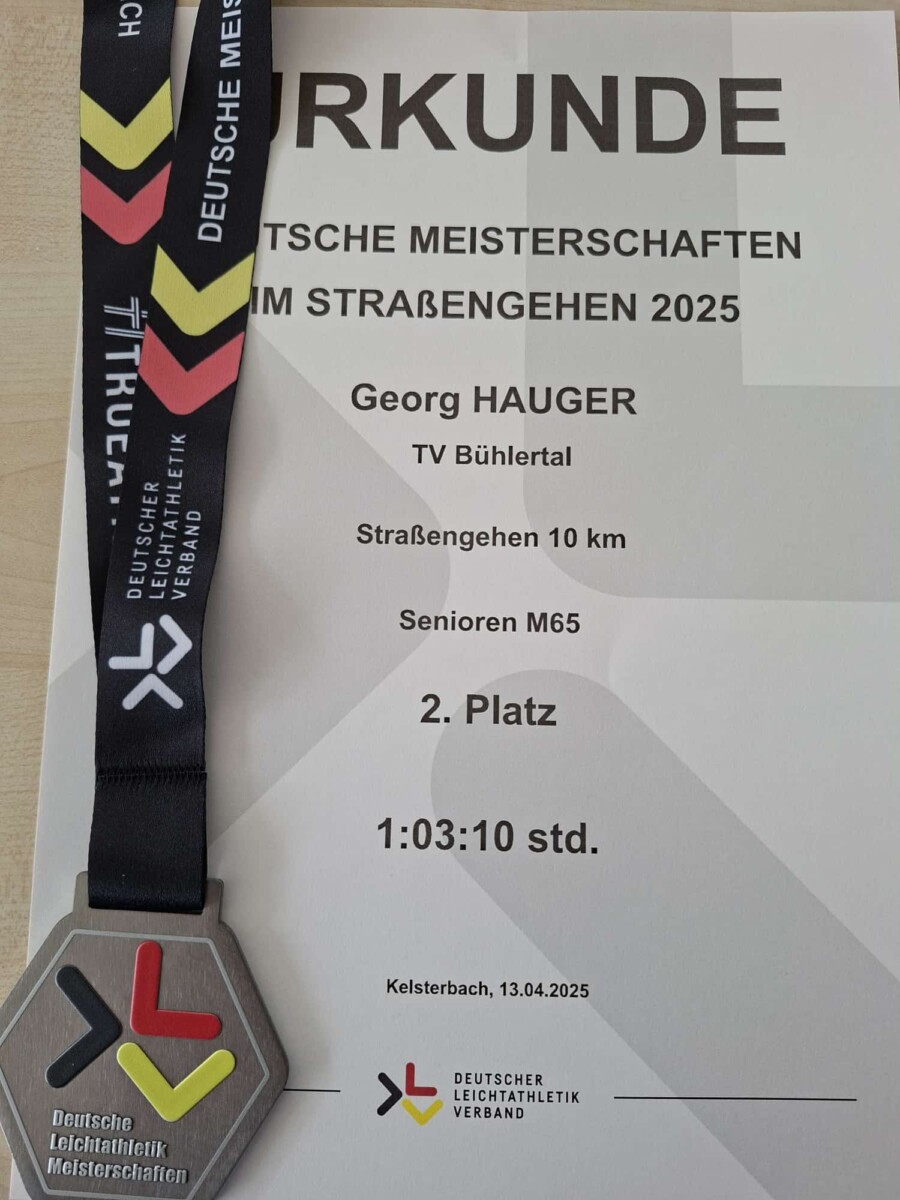 URKUNDE
TSCHE MEISTERSCHAFTEN
IM STRAßENGEHEN 2025
Georg HAUGER
TV Bühlertal
Straßengehen 10 km
Senioren M65
2. Platz
1:03:10 std.
Kelsterbach, 13.04.2025
DEUTSCHER
LEICHTATHLETIK
VERBAND
DEUTSCHE MEIS
DEUTSCHER
LEICHTATHLETIK
VERBAND
Deutsche
Leichtathletik
Meisterschaften